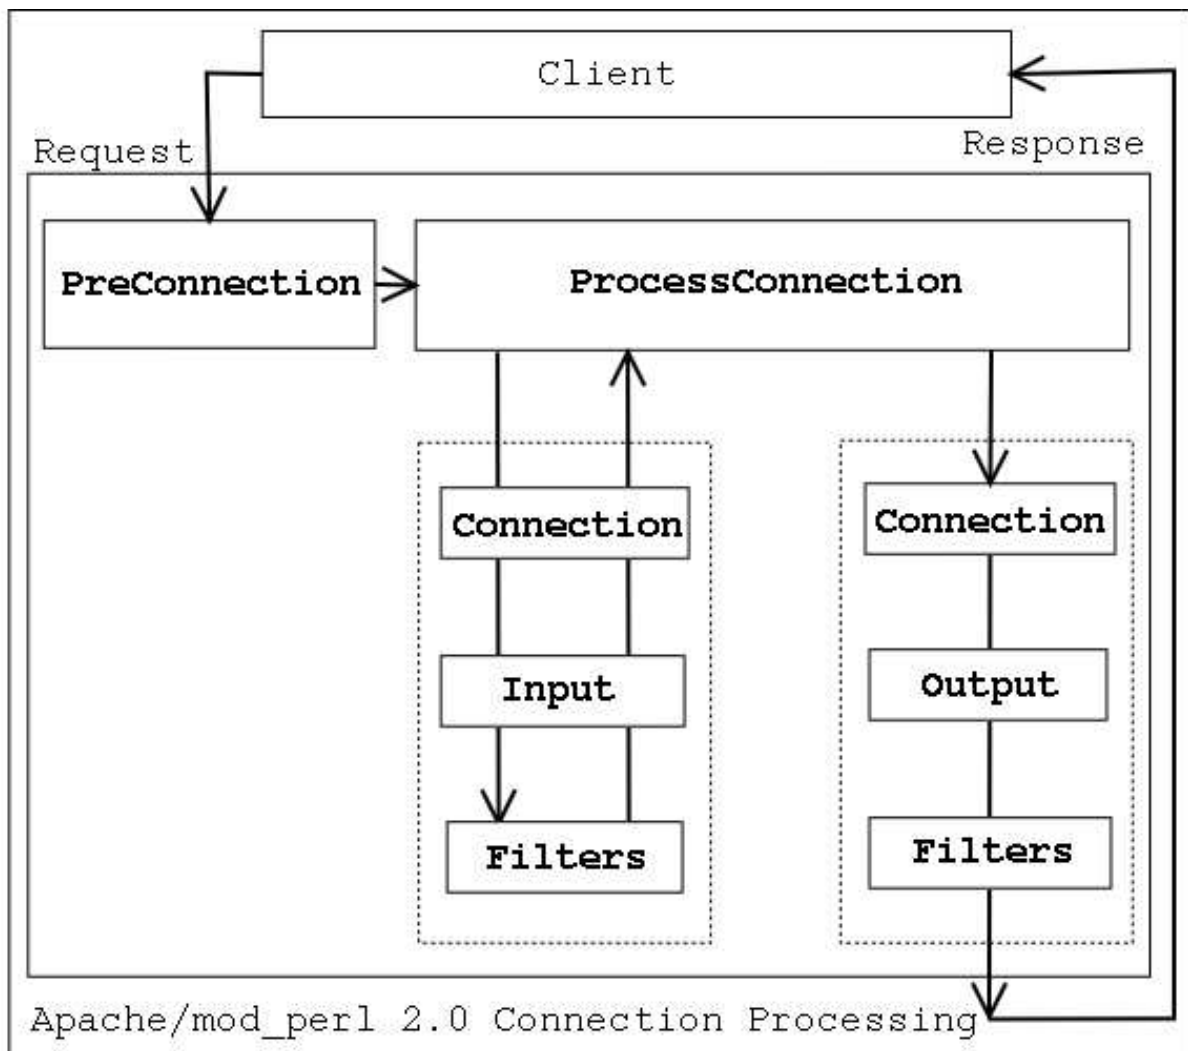 Client
Request
Response
PreConnection
ProcessConnection
Connection
Input
Filters
Connection
Output
Filters
Apache/mod_perl 2.0 Connection Processing